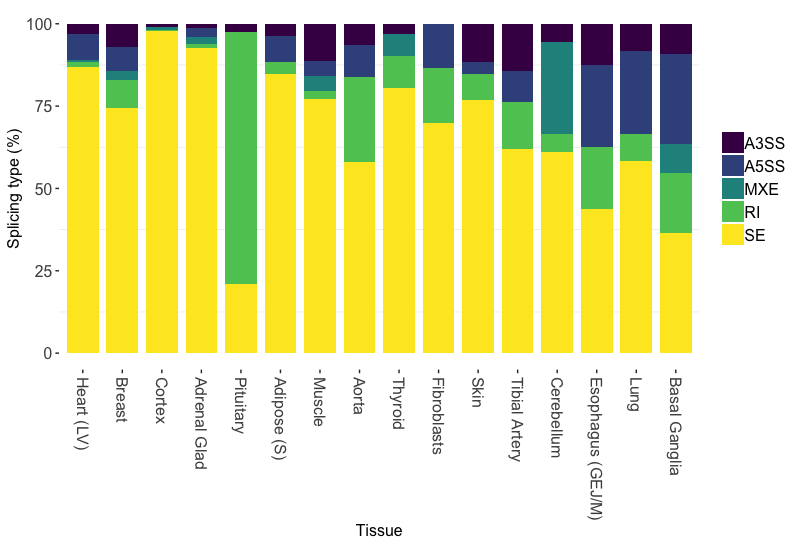 100
75
50
25
0
Splicing type (%)
Heart (LV)
Breast
Cortex
Adrenal Glad
Pituitary
Adipose (S)
Muscle
Aorta
Thyroid
Fibroblasts
Skin
Tibial Artery
Cerebellum
Esophagus (GEJ/M)
Lung
Basal Ganglia
Tissue
A3SS
A5SS
MXE
RI
SE